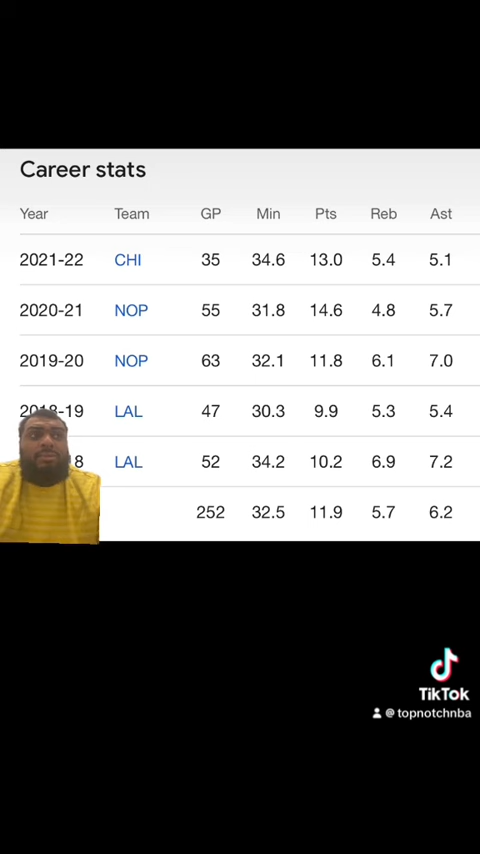 Career stats
Year Team GP Min Pts Reb Ast
2021-22 CHI 35 34.6 13.0 5.4 5.1
2020-21 NOP 55 31.8 14.6 4.8 5.7
2019-20 NOP 63 32.1 11.8 6.1 7.0
2018-19 LAL 47 30.3 9.9 5.3 5.4
8 LAL 52 34.2 10.2 6.9 7.2
252 32.5 11.9 5.7 6.2
TikTok
@topnotchnba